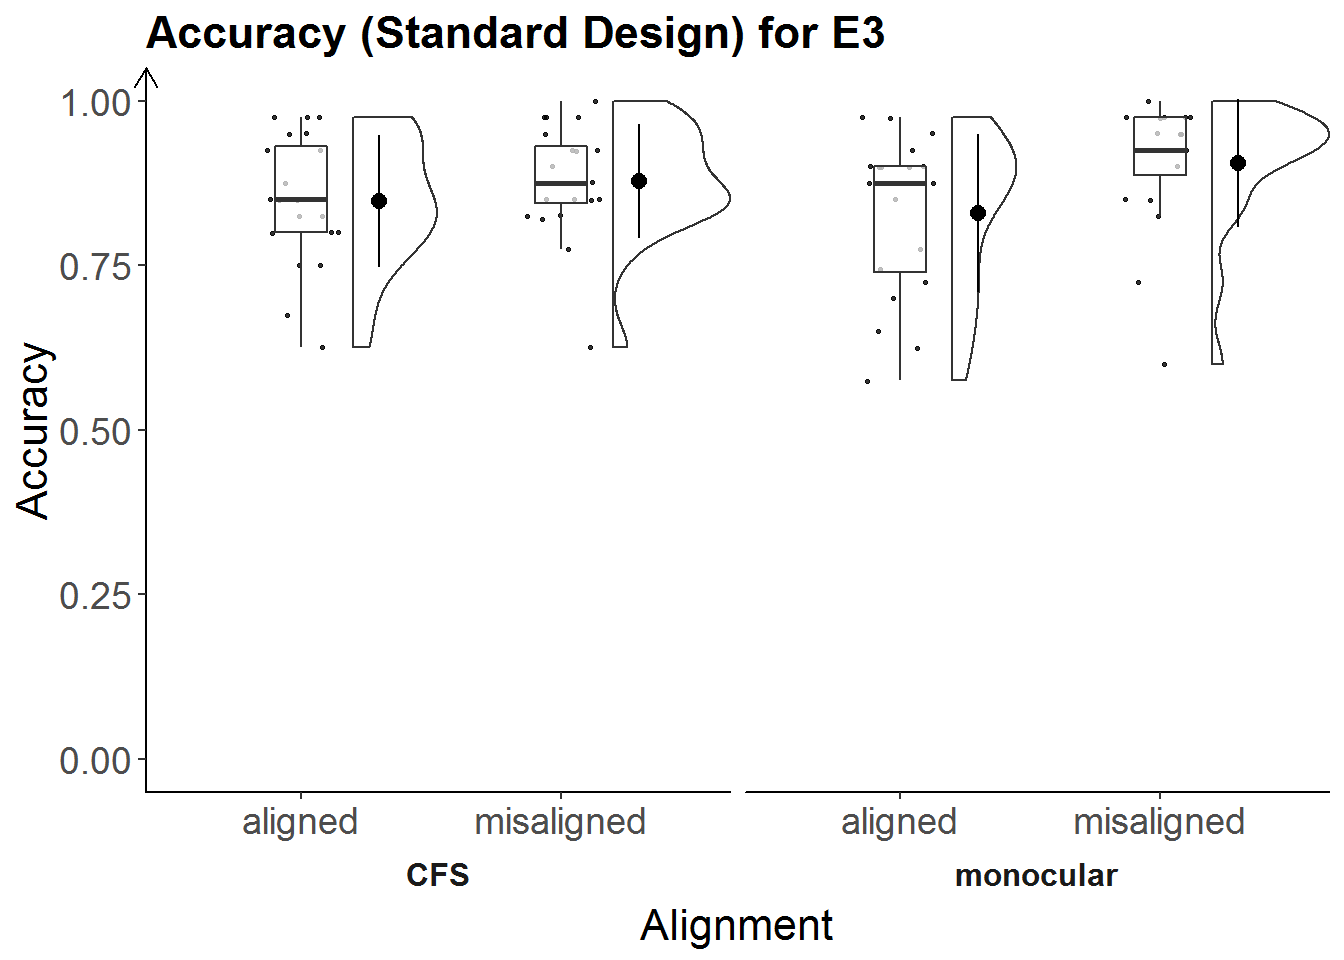 Accuracy (Standard Design) for E3
1.00
0.75
0.50
0.25
0.00
Accuracy
aligned misaligned aligned misaligned
CFS monocular
Alignment